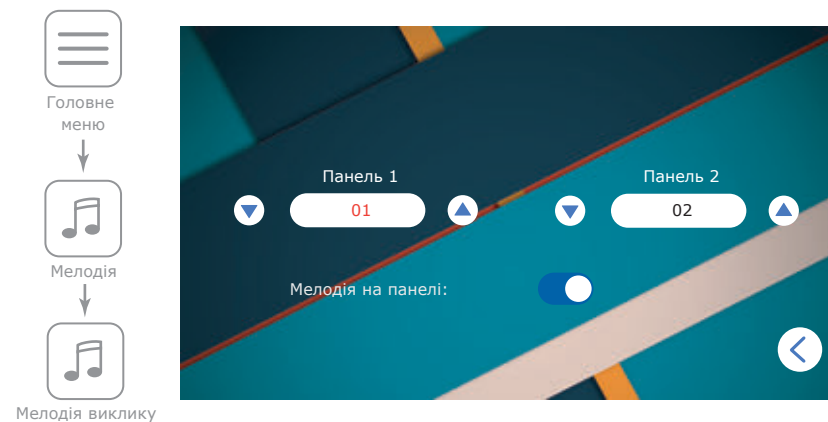 Головне
меню
Мелодія
Мелодія виклику
Панель 1
Панель 2
01
02
Мелодія на панелі: